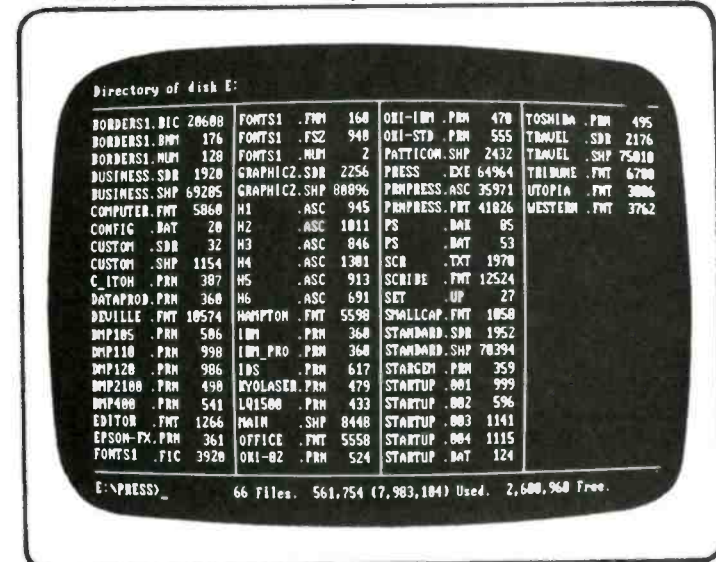 Directory of disk E:
BORDERS1.BIC 20608 FONTS1 .FNM 160 OKI-IBM .PRN 470 TOSHIBA .PRN 495
BORDERS1.BNM 176 FONTS1 .FSZ 940 OKI-STD .PRN 555 TRAVEL .SDR 2176
BORDERS1.NUM 128 FONTS1 .NUM 2 PATTICOM.SHP 2432 TRAVEL .SHP 75010
BUSINESS.SDR 1920 GRAPHIC2.SDR 2256 PRESS .EXE 64964 TRIBUNE .FNT 6700
BUSINESS.SHP 69205 GRAPHIC2.SHP 80896 PRMPRESS.ASC 35971 UTOPIA .FNT 3006
COMPUTER.FNT 5860 H1 .ASC 945 PRMPRESS.PRT 41826 WESTERN .FNT 3762
CONFIG .BAT 20 H2 .ASC 1011 PS .BAK 85
CUSTOM .SDR 32 H3 .ASC 846 PS .BAT 53
CUSTOM .SHP 1154 H4 .ASC 1301 SCR .TXT 1970
C_ITOH .PRN 387 H5 .ASC 913 SCRIBE .FNT 12524
DATAPROD.PRN 360 H6 .ASC 691 SET .UP 27
DEVILLE .FNT 10574 HAMPTON .FNT 5598 SMALLCAP.FNT 1050
DMP105 .PRN 506 IBM .PRN 360 STANDARD.SDR 1952
DMP110 .PRN 998 IBM_PRO .PRN 360 STANDARD.SHP 70394
DMP120 .PRN 986 IDS .PRN 617 STARGEM .PRN 359
DMP2100 .PRN 490 KYOLASER.PRN 479 STARTUP .001 999
DMP400 .PRN 541 LQ1500 .PRN 433 STARTUP .002 596
EDITOR .FNT 1266 MAIN .SHP 8448 STARTUP .003 1141
EPSON-FX.PRN 361 OFFICE .FNT 5558 STARTUP .004 1115
FONTS1 .FIC 3920 OKI-82 .PRN 524 STARTUP .BAT 124
E:\PRESS>_ 66 Files. 561,754 (7,983,104) Used. 2,600,960 Free.